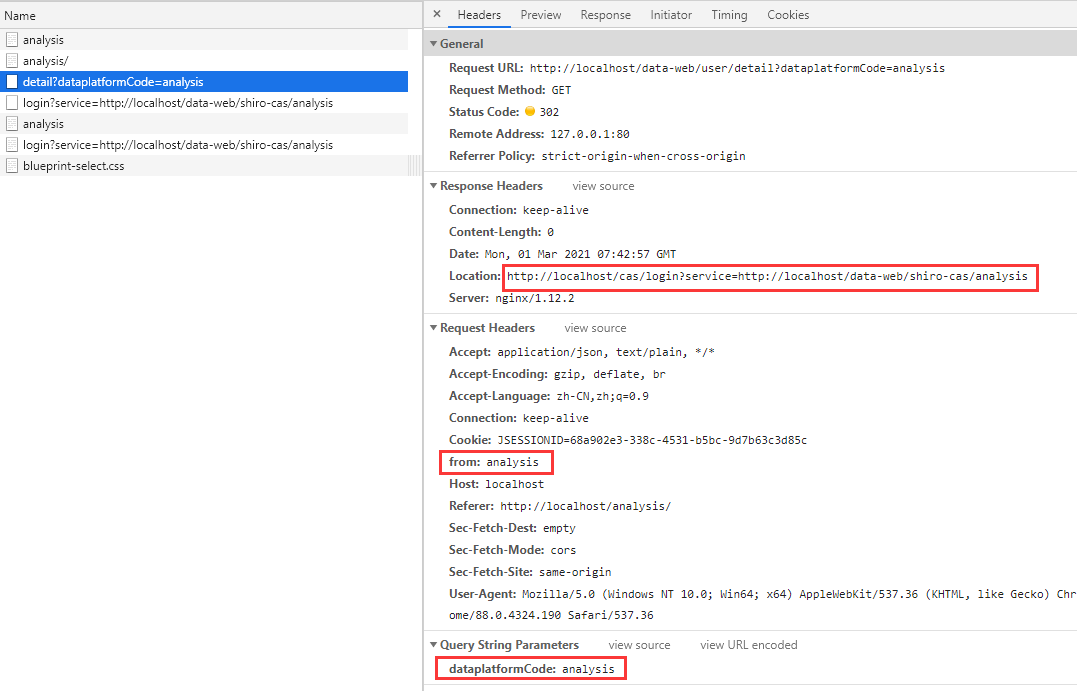 Name
analysis
analysis/
detail?dataplatformCode=analysis
login?service=http://localhost/data-web/shiro-cas/analysis
analysis
login?service=http://localhost/data-web/shiro-cas/analysis
blueprint-select.css
× Headers Preview Response Initiator Timing Cookies
General
Request URL: http://localhost/data-web/user/detail?dataplatformCode=analysis
Request Method: GET
Status Code: 302
Remote Address: 127.0.0.1:80
Referrer Policy: strict-origin-when-cross-origin
Response Headers view source
Connection: keep-alive
Content-Length: 0
Date: Mon, 01 Mar 2021 07:42:57 GMT
Location: http://localhost/cas/login?service=http://localhost/data-web/shiro-cas/analysis
Server: nginx/1.12.2
Request Headers view source
Accept: application/json, text/plain, */*
Accept-Encoding: gzip, deflate, br
Accept-Language: zh-CN,zh;q=0.9
Connection: keep-alive
Cookie: JSESSIONID=68a902e3-338c-4531-b5bc-9d7b63c3d85c
from: analysis
Host: localhost
Referer: http://localhost/analysis/
Sec-Fetch-Dest: empty
Sec-Fetch-Mode: cors
Sec-Fetch-Site: same-origin
User-Agent: Mozilla/5.0 (Windows NT 10.0; Win64; x64) AppleWebKit/537.36 (KHTML, like Gecko) Chr
ome/88.0.4324.190 Safari/537.36
Query String Parameters view source view URL encoded
dataplatformCode: analysis